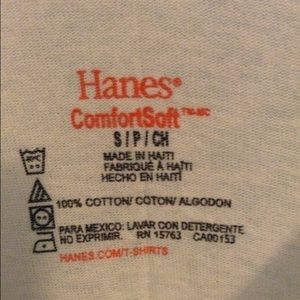 Hanes®
ComfortSoft™-MC
S / P / CH
MADE IN HAITI
FABRIQUÉ À HAÏTI
HECHO EN HAITI
100% COTTON/ COTON/ ALGODON
PARA MEXICO: LAVAR CON DETERGENTE
NO EXPRIMIR. RN 15763 CA00153
HANES.COM/T-SHIRTS